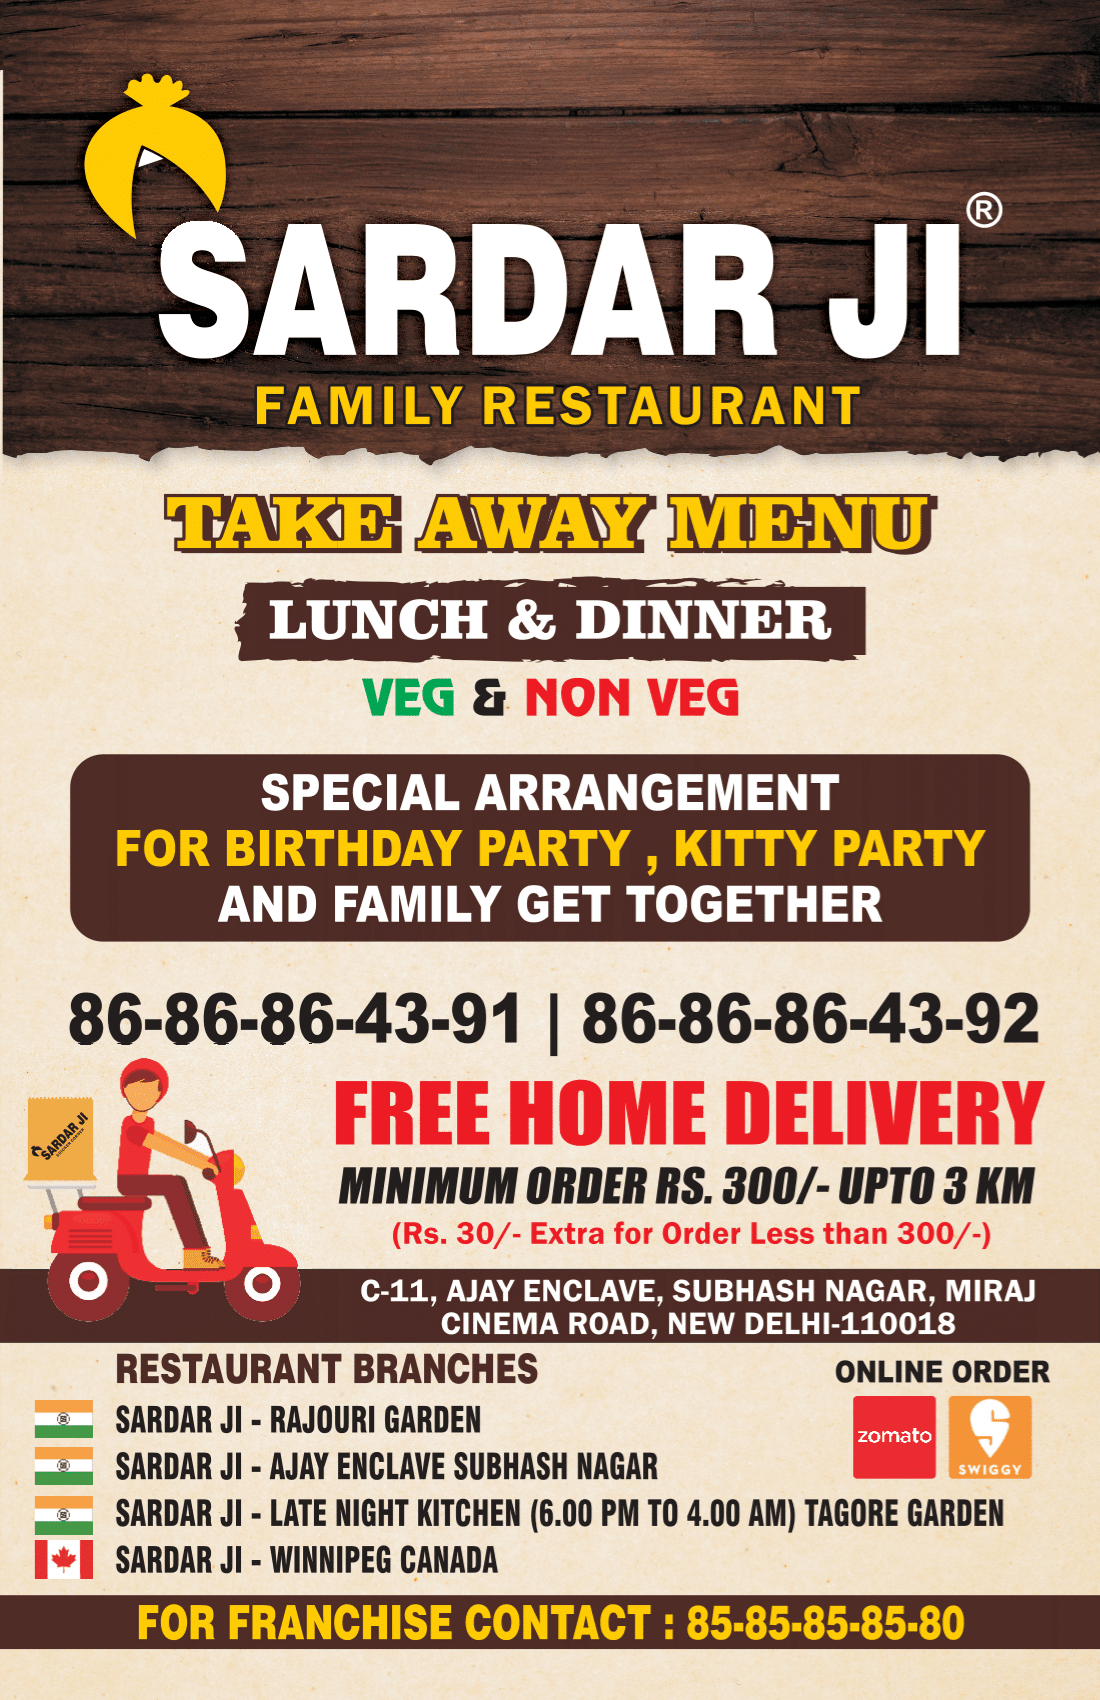 SARDAR JI®
FAMILY RESTAURANT
TAKE AWAY MENU
LUNCH & DINNER
VEG & NON VEG
SPECIAL ARRANGEMENT
FOR BIRTHDAY PARTY , KITTY PARTY
AND FAMILY GET TOGETHER
86-86-86-43-91 | 86-86-86-43-92
SARDAR JI
FREE HOME DELIVERY
MINIMUM ORDER RS. 300/- UPTO 3 KM
(Rs. 30/- Extra for Order Less than 300/-)
C-11, AJAY ENCLAVE, SUBHASH NAGAR, MIRAJ
CINEMA ROAD, NEW DELHI-110018
RESTAURANT BRANCHES
SARDAR JI - RAJOURI GARDEN
SARDAR JI - AJAY ENCLAVE SUBHASH NAGAR
SARDAR JI - LATE NIGHT KITCHEN (6.00 PM TO 4.00 AM) TAGORE GARDEN
SARDAR JI - WINNIPEG CANADA
ONLINE ORDER
zomato
SWIGGY
FOR FRANCHISE CONTACT : 85-85-85-85-80